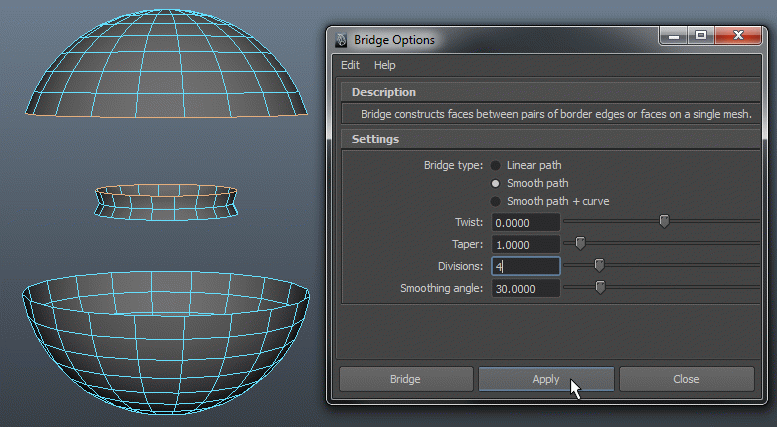 Bridge Options
Edit Help
Description
Bridge constructs faces between pairs of border edges or faces on a single mesh.
Settings
Bridge type: Linear path
Smooth path
Smooth path + curve
Twist: 0.0000
Taper: 1.0000
Divisions: 4
Smoothing angle: 30.0000
Bridge Apply Close